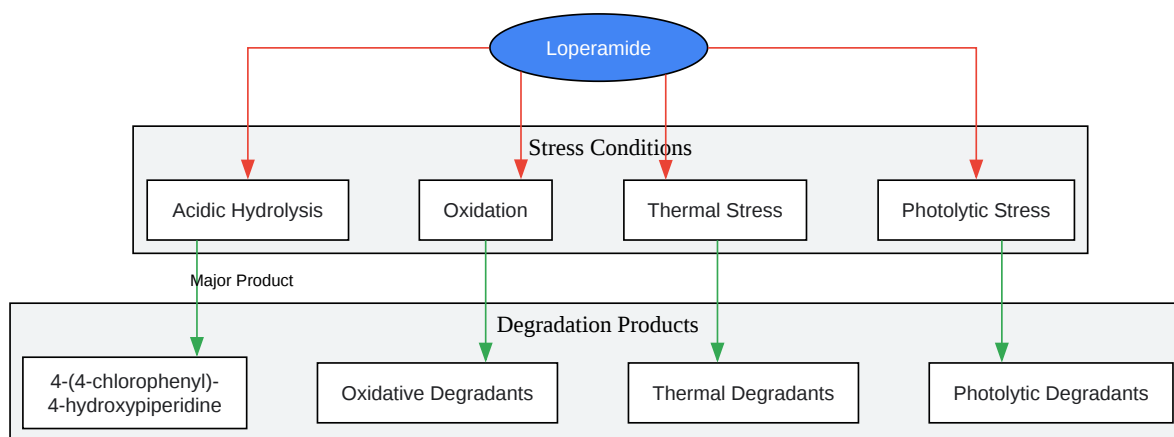 Loperamide
Stress Conditions
Acidic Hydrolysis
Oxidation
Thermal Stress
Photolytic Stress
Major Product
Degradation Products
4-(4-chlorophenyl)-
4-hydroxypiperidine
Oxidative Degradants
Thermal Degradants
Photolytic Degradants